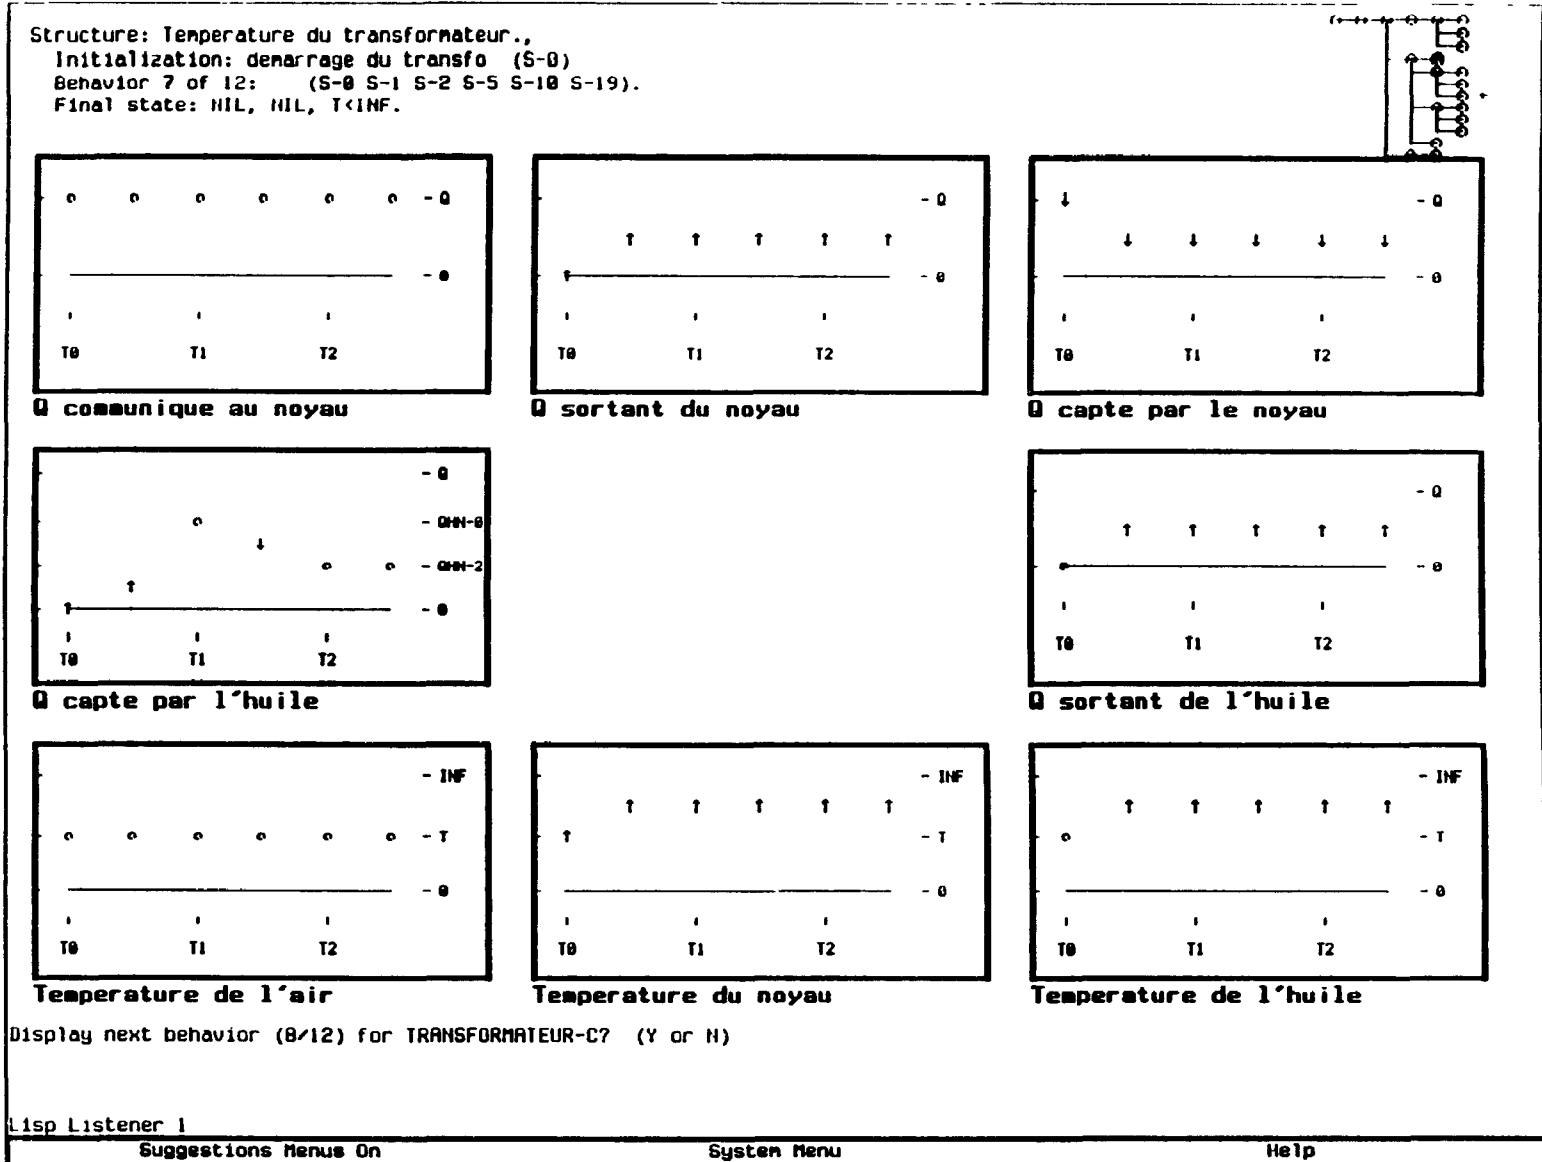 Structure: Temperature du transformateur.,
Initialization: demarrage du transfo (S-0)
Behavior 7 of 12: (S-0 S-1 S-2 S-5 S-10 S-19).
Final state: NIL, NIL, T<INF.
- Q
- 0
T0 T1 T2
Q communique au noyau
- Q
- 0
T0 T1 T2
Q sortant du noyau
- Q
- 0
T0 T1 T2
Q capte par le noyau
- Q
- QHN-0
- QHN-2
- 0
T0 T1 T2
Q capte par l'huile
- Q
- 0
T0 T1 T2
Q sortant de l'huile
- INF
- T
- 0
T0 T1 T2
Temperature de l'air
- INF
- T
- 0
T0 T1 T2
Temperature du noyau
- INF
- T
- 0
T0 T1 T2
Temperature de l'huile
Display next behavior (8/12) for TRANSFORMATEUR-C? (Y or N)
Lisp Listener 1
Suggestions Menus On System Menu Help